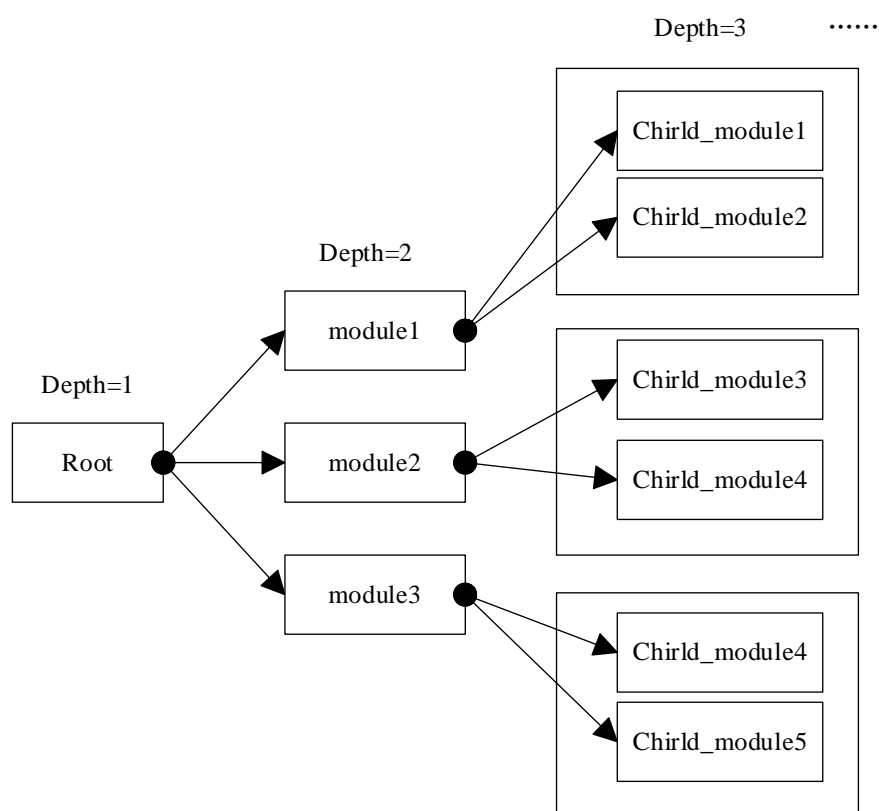 Depth=3 ······
Chirld_module1
Chirld_module2
Depth=2
module1
Chirld_module3
Depth=1
Root
module2
Chirld_module4
module3
Chirld_module4
Chirld_module5